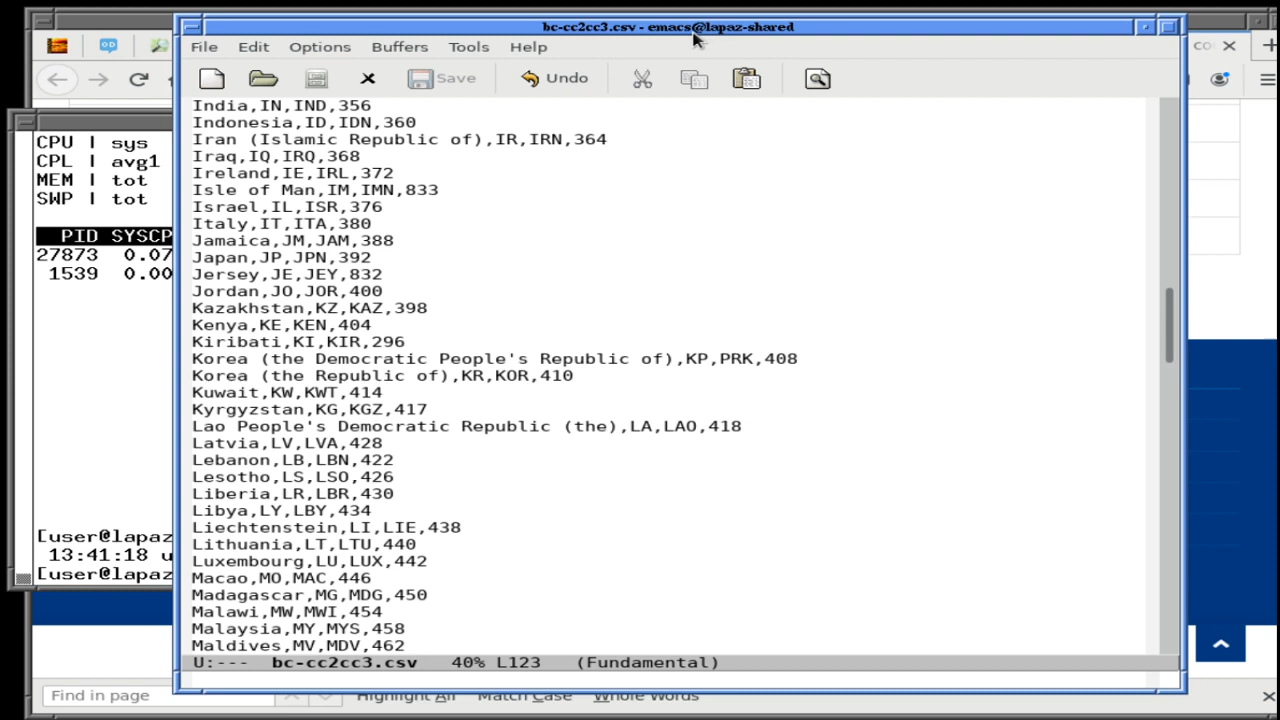 bc-cc2cc3.csv - emacs@lapaz-shared
File Edit Options Buffers Tools Help
Save Undo
India,IN,IND,356
Indonesia,ID,IDN,360
Iran (Islamic Republic of),IR,IRN,364
Iraq,IQ,IRQ,368
Ireland,IE,IRL,372
Isle of Man,IM,IMN,833
Israel,IL,ISR,376
Italy,IT,ITA,380
Jamaica,JM,JAM,388
Japan,JP,JPN,392
Jersey,JE,JEY,832
Jordan,JO,JOR,400
Kazakhstan,KZ,KAZ,398
Kenya,KE,KEN,404
Kiribati,KI,KIR,296
Korea (the Democratic People's Republic of),KP,PRK,408
Korea (the Republic of),KR,KOR,410
Kuwait,KW,KWT,414
Kyrgyzstan,KG,KGZ,417
Lao People's Democratic Republic (the),LA,LAO,418
Latvia,LV,LVA,428
Lebanon,LB,LBN,422
Lesotho,LS,LSO,426
Liberia,LR,LBR,430
Libya,LY,LBY,434
Liechtenstein,LI,LIE,438
Lithuania,LT,LTU,440
Luxembourg,LU,LUX,442
Macao,MO,MAC,446
Madagascar,MG,MDG,450
Malawi,MW,MWI,454
Malaysia,MY,MYS,458
Maldives,MV,MDV,462
U:--- bc-cc2cc3.csv 40% L123 (Fundamental)
CPU | sys
CPL | avg1
MEM | tot
SWP | tot
PID SYSCP
27873 0.07
1539 0.00
[user@lapaz
13:41:18 u
[user@lapaz
co
Find in page Highlight All Match Case Whole Words